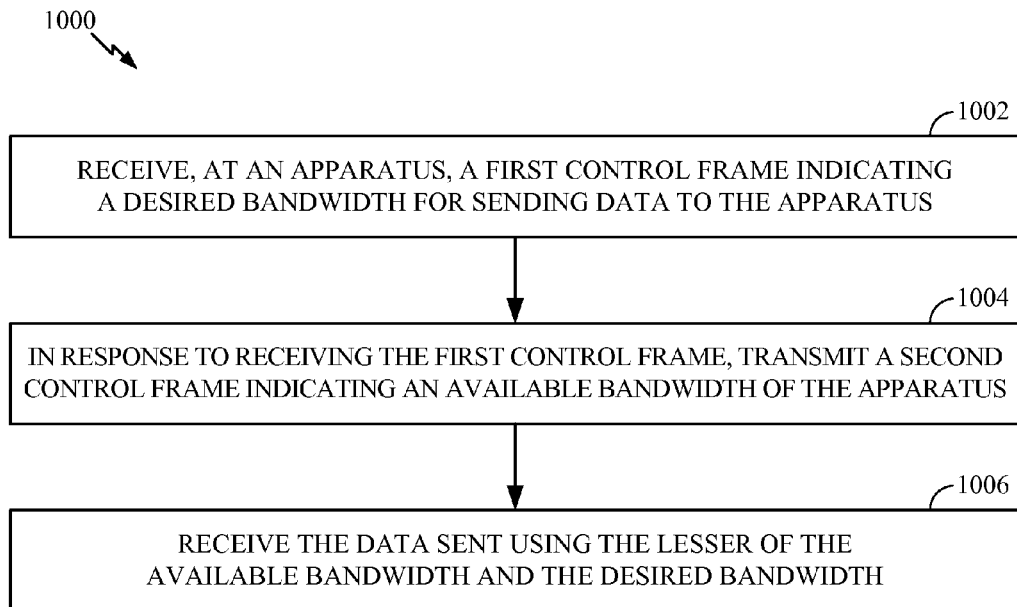 1000
1002
RECEIVE, AT AN APPARATUS, A FIRST CONTROL FRAME INDICATING
A DESIRED BANDWIDTH FOR SENDING DATA TO THE APPARATUS
1004
IN RESPONSE TO RECEIVING THE FIRST CONTROL FRAME, TRANSMIT A SECOND
CONTROL FRAME INDICATING AN AVAILABLE BANDWIDTH OF THE APPARATUS
1006
RECEIVE THE DATA SENT USING THE LESSER OF THE
AVAILABLE BANDWIDTH AND THE DESIRED BANDWIDTH